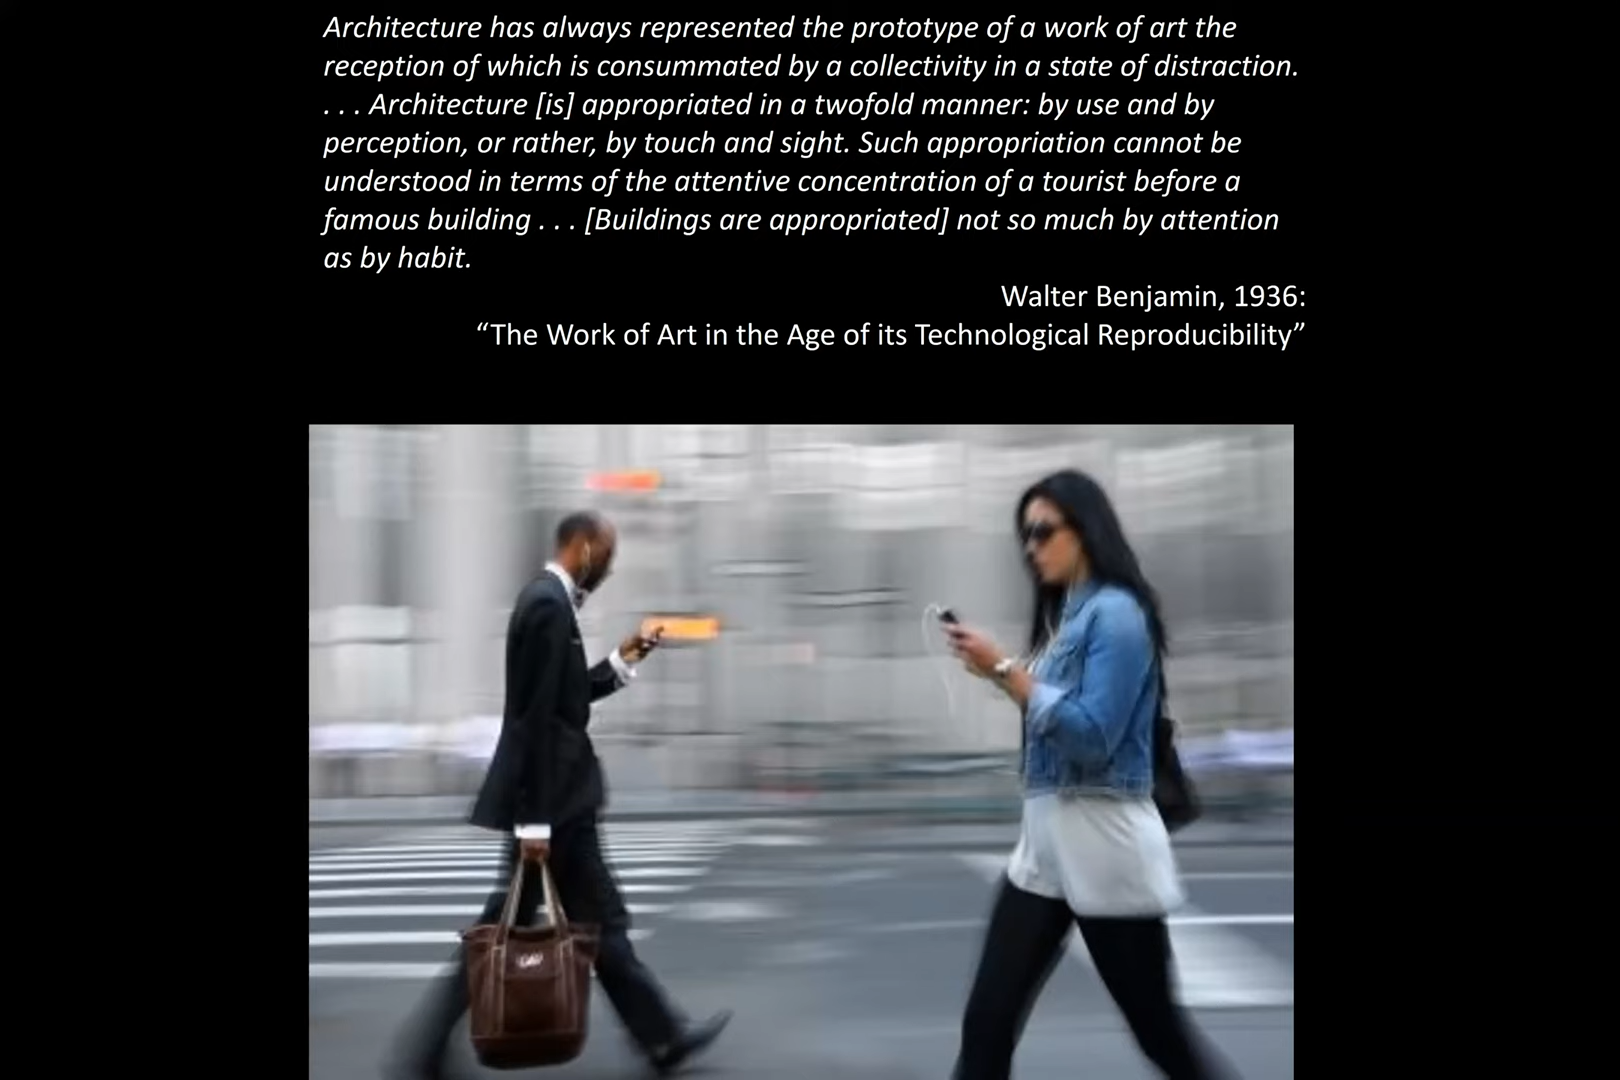 Architecture has always represented the prototype of a work of art the
reception of which is consummated by a collectivity in a state of distraction.
. . . Architecture [is] appropriated in a twofold manner: by use and by
perception, or rather, by touch and sight. Such appropriation cannot be
understood in terms of the attentive concentration of a tourist before a
famous building . . . [Buildings are appropriated] not so much by attention
as by habit.
Walter Benjamin, 1936:
“The Work of Art in the Age of its Technological Reproducibility”